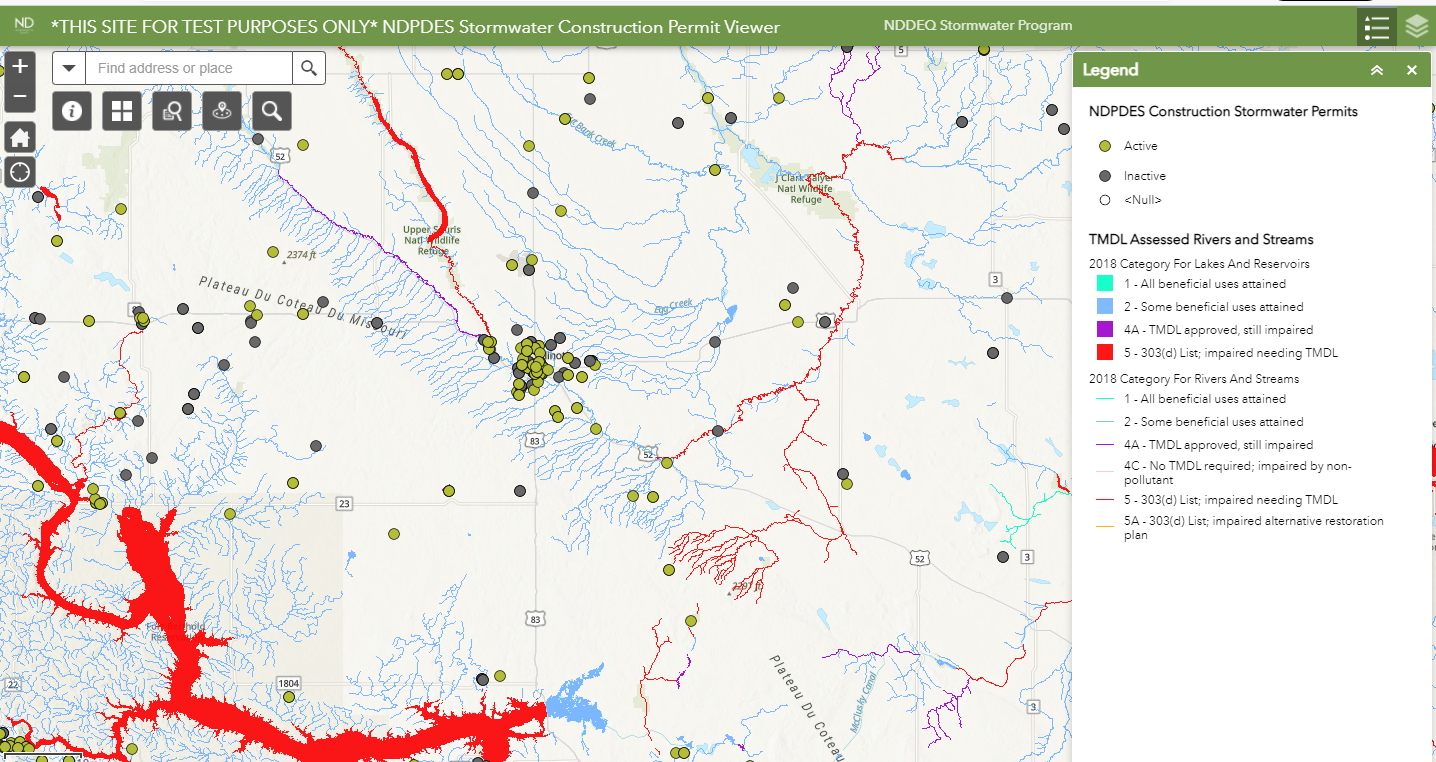 ND
*THIS SITE FOR TEST PURPOSES ONLY* NDPDES Stormwater Construction Permit Viewer
NDDEQ Stormwater Program
Find address or place
Legend
NDPDES Construction Stormwater Permits
Active
Inactive
<Null>
TMDL Assessed Rivers and Streams
2018 Category For Lakes And Reservoirs
1 - All beneficial uses attained
2 - Some beneficial uses attained
4A - TMDL approved, still impaired
5 - 303(d) List; impaired needing TMDL
2018 Category For Rivers And Streams
1 - All beneficial uses attained
2 - Some beneficial uses attained
4A - TMDL approved, still impaired
4C - No TMDL required; impaired by non-
pollutant
5 - 303(d) List; impaired needing TMDL
5A - 303(d) List; impaired alternative restoration
plan
5
52
J Clark Salyer
Natl Wildlife
Refuge
Upper Souris
Natl Wildlife
Refuge
2374 ft
Plateau Du Coteau Du Missouri
Egg Creek
3
83
52
23
52
3
83
22
1804
Plateau Du Coteau
McClusky Canal
3